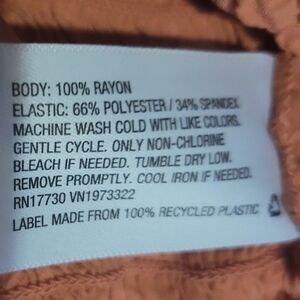 BODY: 100% RAYON
ELASTIC: 66% POLYESTER / 34% SPANDEX
MACHINE WASH COLD WITH LIKE COLORS.
GENTLE CYCLE. ONLY NON-CHLORINE
BLEACH IF NEEDED. TUMBLE DRY LOW.
REMOVE PROMPTLY. COOL IRON IF NEEDED.
RN17730 VN1973322
LABEL MADE FROM 100% RECYCLED PLASTIC